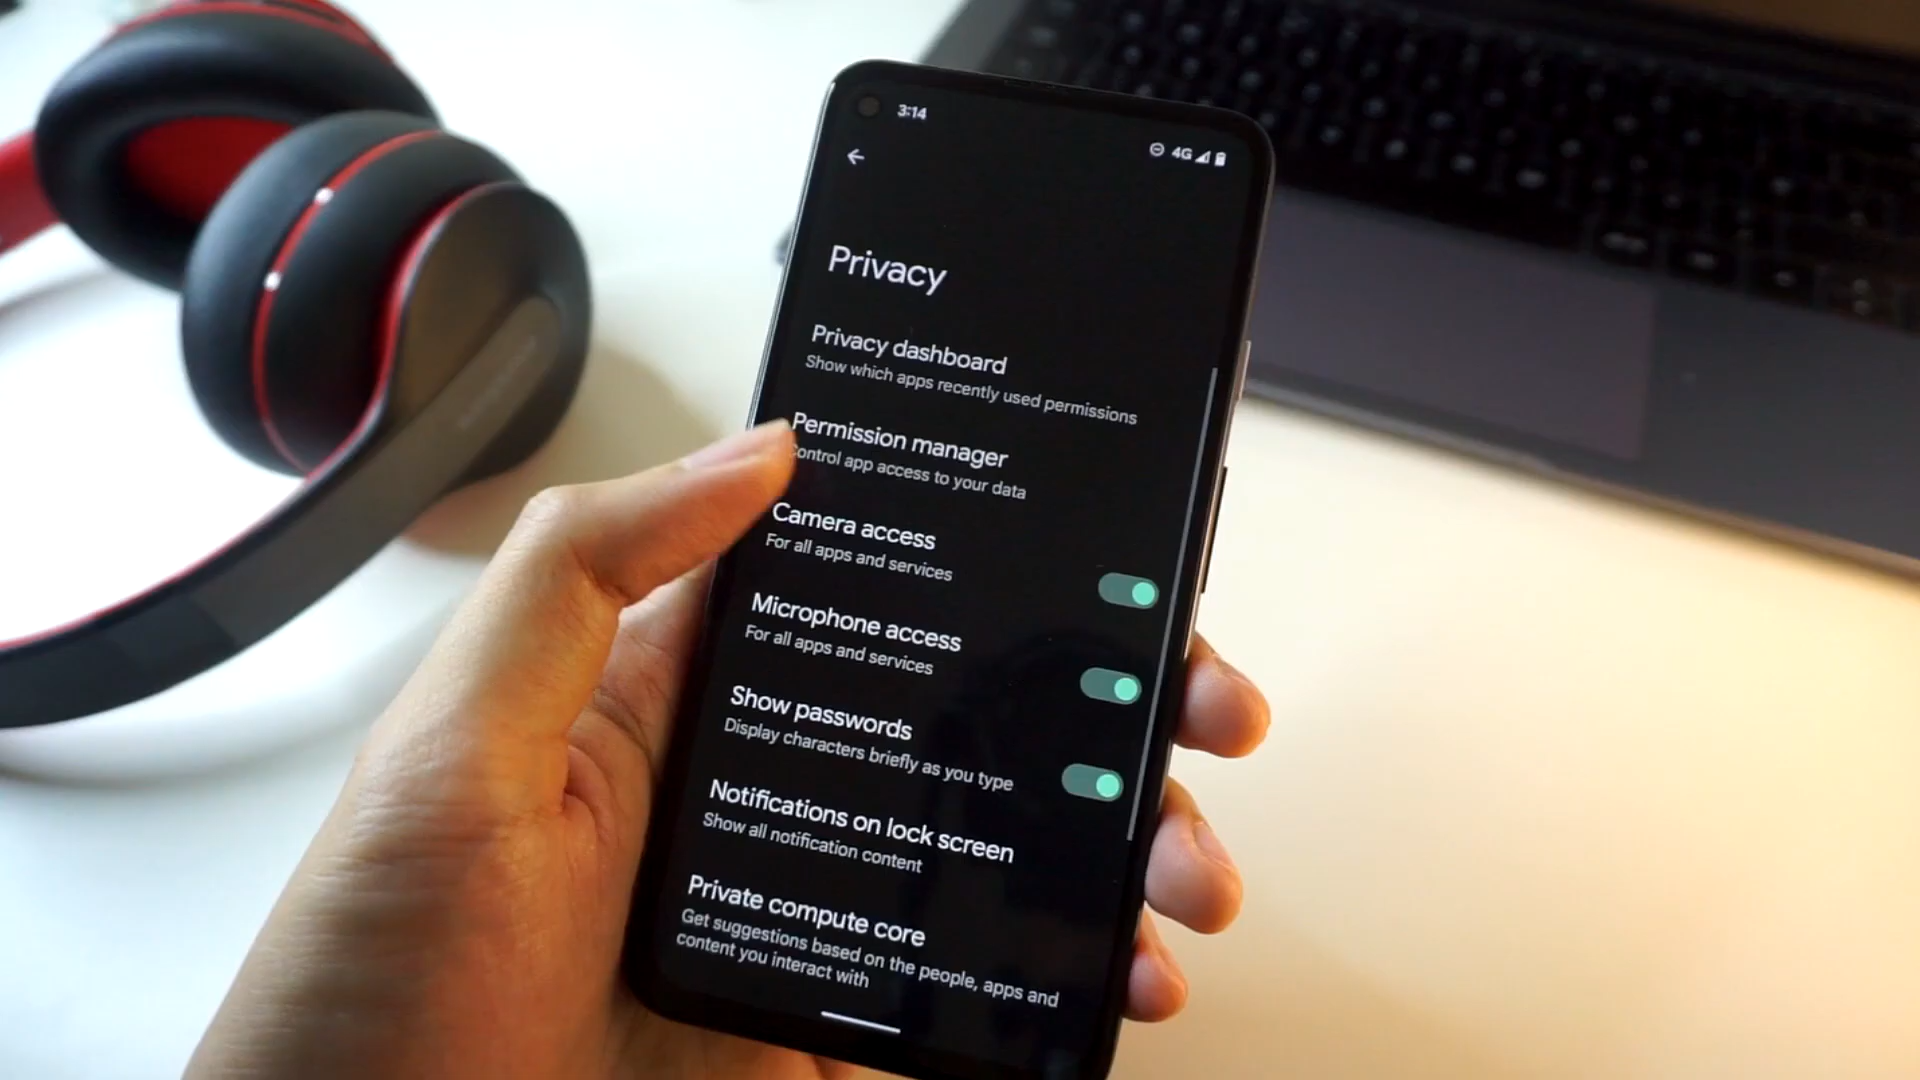 3:14
4G
Privacy
Privacy dashboard
Show which apps recently used permissions
Permission manager
Control app access to your data
Camera access
For all apps and services
Microphone access
For all apps and services
Show passwords
Display characters briefly as you type
Notifications on lock screen
Show all notification content
Private compute core
Get suggestions based on the people, apps and
content you interact with